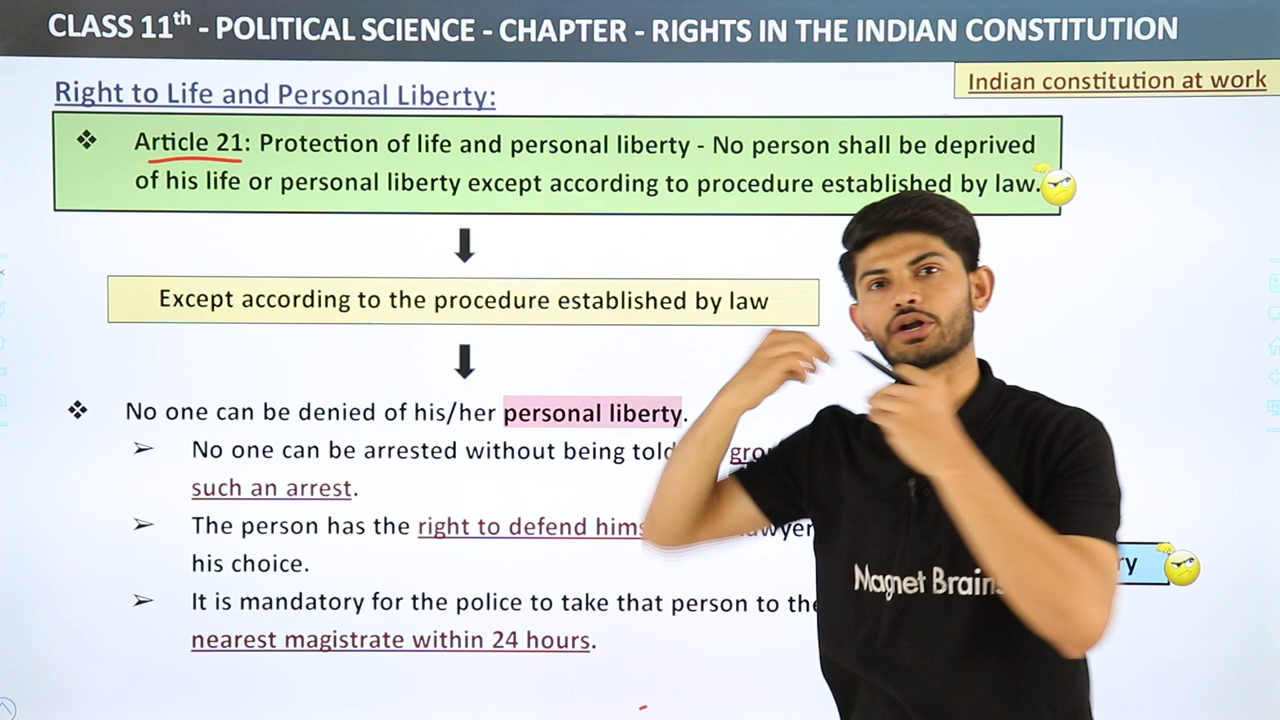 CLASS 11th - POLITICAL SCIENCE - CHAPTER - RIGHTS IN THE INDIAN CONSTITUTION
Indian constitution at work
Right to Life and Personal Liberty:
❖ Article 21: Protection of life and personal liberty - No person shall be deprived
of his life or personal liberty except according to procedure established by law.
Except according to the procedure established by law
❖ No one can be denied of his/her personal liberty.
➢ No one can be arrested without being told
such an arrest.
➢ The person has the right to defend
his choice.
➢ It is mandatory for the police to take that person to the
nearest magistrate within 24 hours.
Magnet Brains